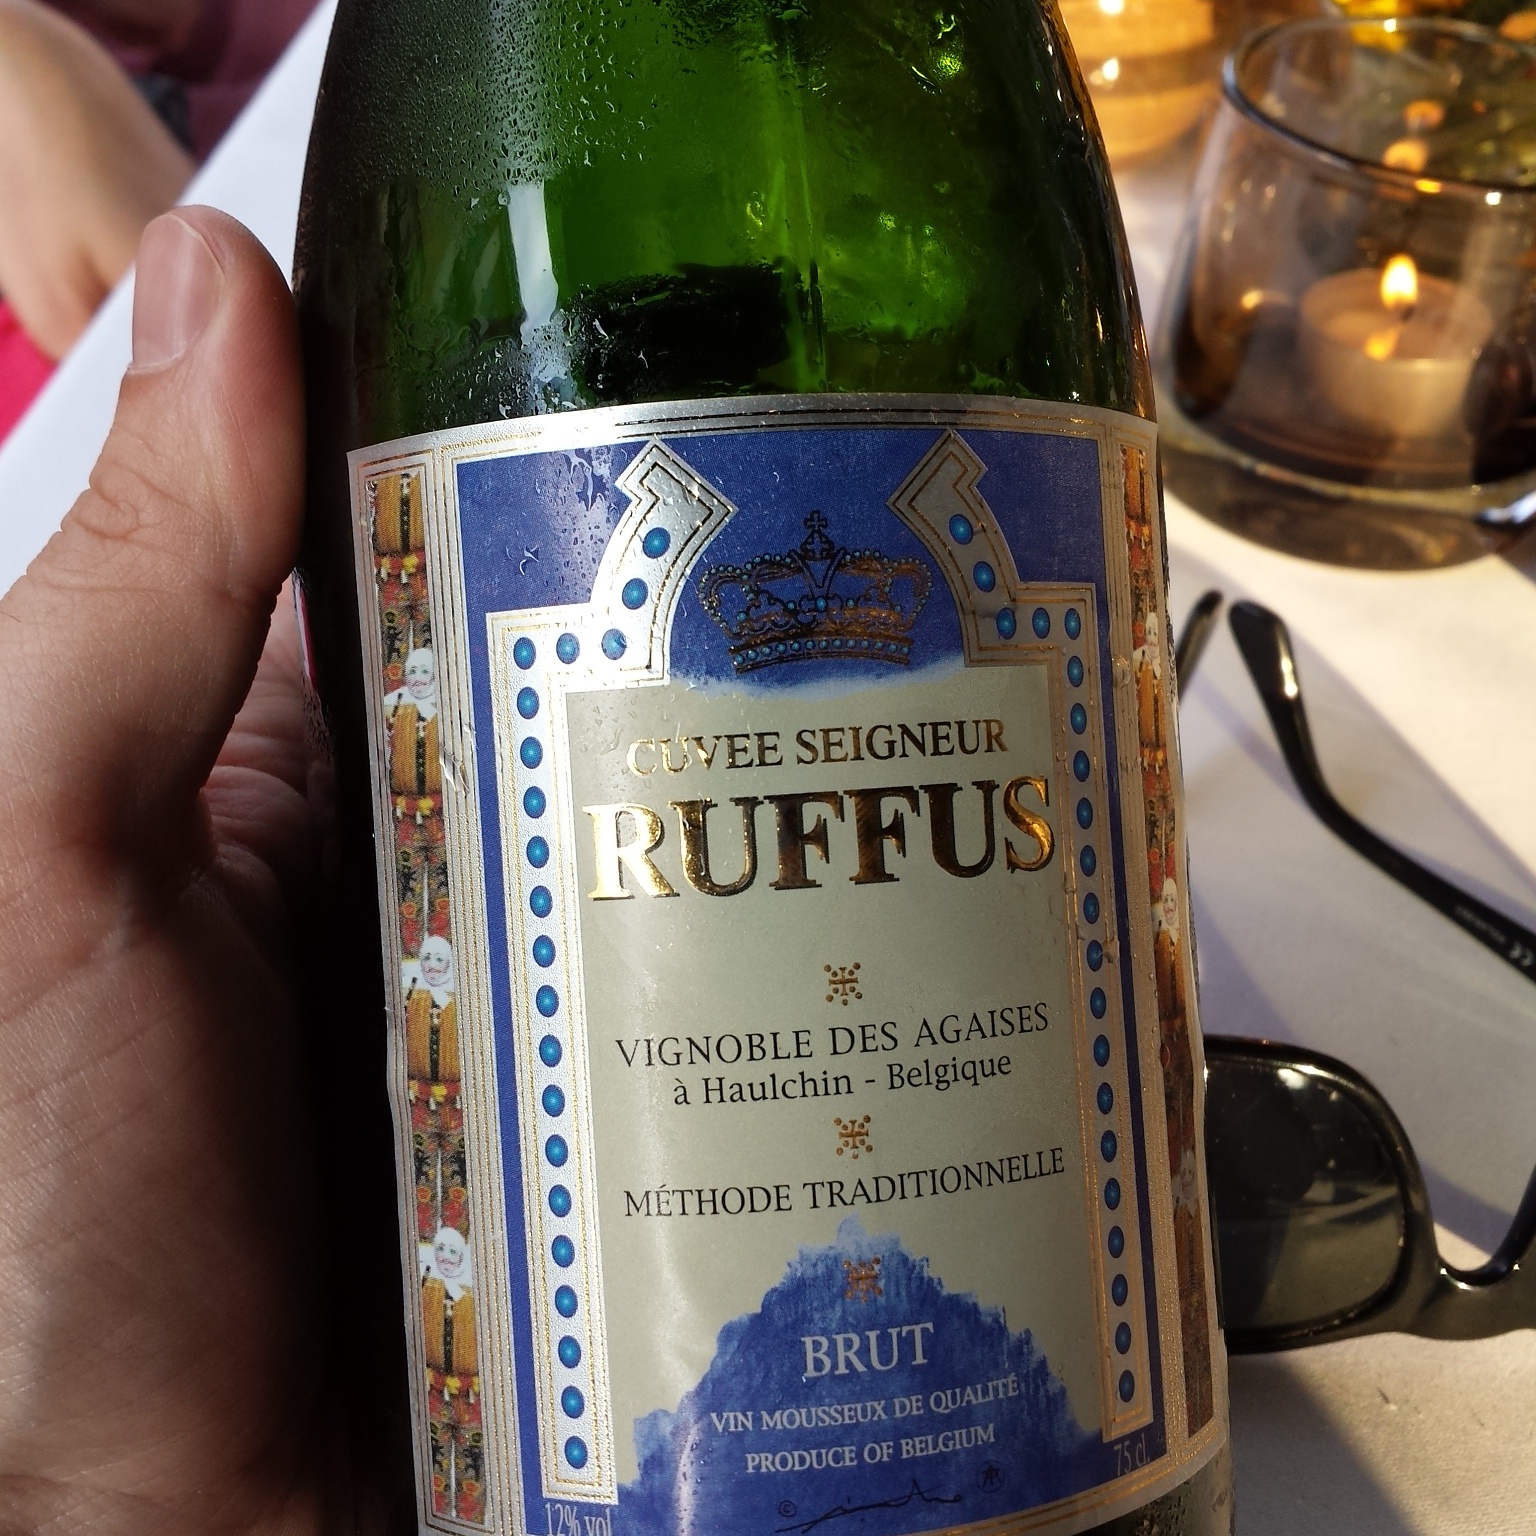 CUVEE SEIGNEUR
RUFFUS
VIGNOBLE DES AGAISES
à Haulchin - Belgique
MÉTHODE TRADITIONNELLE
BRUT
VIN MOUSSEUX DE QUALITÉ
PRODUCE OF BELGIUM
12% vol
75 cl.
©